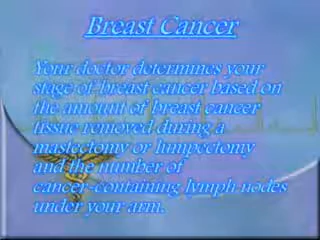 Breast Cancer
Your doctor determines your
stage of breast cancer based on
the amount of breast cancer
tissue removed during a
mastectomy or lumpectomy
and the number of
cancer-containing lymph nodes
under your arm.